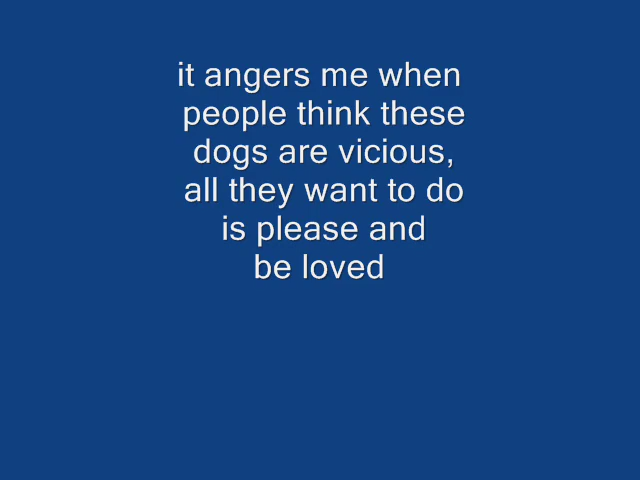 it angers me when
people think these
dogs are vicious,
all they want to do
is please and
be loved